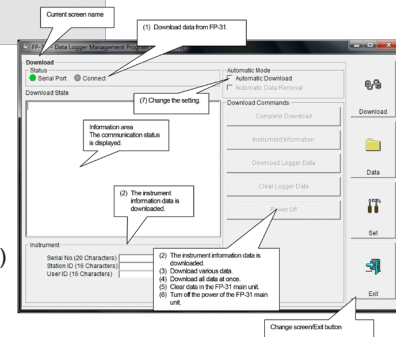 Current screen name
(1) Download data from FP-31.
FP-31 - Data Logger Management Program
Download
Status
Serial Port
Connect
Download State
Information area
The communication status
is displayed.
(2) The instrument
information data is
downloaded.
Instrument
Serial No.(20 Characters)
Station ID (16 Characters)
User ID (16 Characters)
Automatic Mode
Automatic Download
Automatic Data Removal
(7) Change the setting.
Download Commands
Complete Download
Instrument Information
Download Logger Data
Clear Logger Data
Power Off
(2) The instrument information data is
downloaded.
(3) Download various data.
(4) Download all data at once.
(5) Clear data in the FP-31 main unit.
(6) Turn off the power of the FP-31 main
unit.
Download
Data
Set
Exit
Change screen/Exit button
)